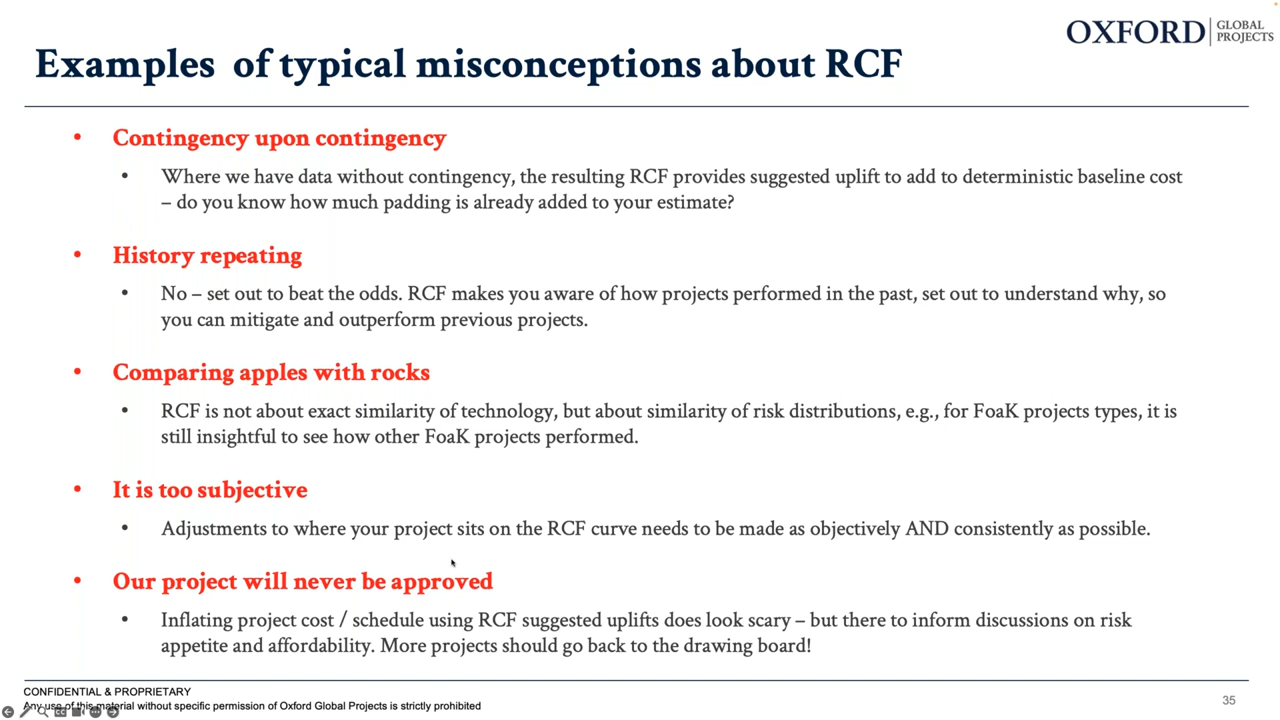 OXFORD GLOBAL PROJECTS
Examples of typical misconceptions about RCF
• Contingency upon contingency
• Where we have data without contingency, the resulting RCF provides suggested uplift to add to deterministic baseline cost
– do you know how much padding is already added to your estimate?
• History repeating
• No – set out to beat the odds. RCF makes you aware of how projects performed in the past, set out to understand why, so
you can mitigate and outperform previous projects.
• Comparing apples with rocks
• RCF is not about exact similarity of technology, but about similarity of risk distributions, e.g., for FoaK projects types, it is
still insightful to see how other FoaK projects performed.
• It is too subjective
• Adjustments to where your project sits on the RCF curve needs to be made as objectively AND consistently as possible.
• Our project will never be approved
• Inflating project cost / schedule using RCF suggested uplifts does look scary – but there to inform discussions on risk
appetite and affordability. More projects should go back to the drawing board!
CONFIDENTIAL & PROPRIETARY
Any use of this material without specific permission of Oxford Global Projects is strictly prohibited
35